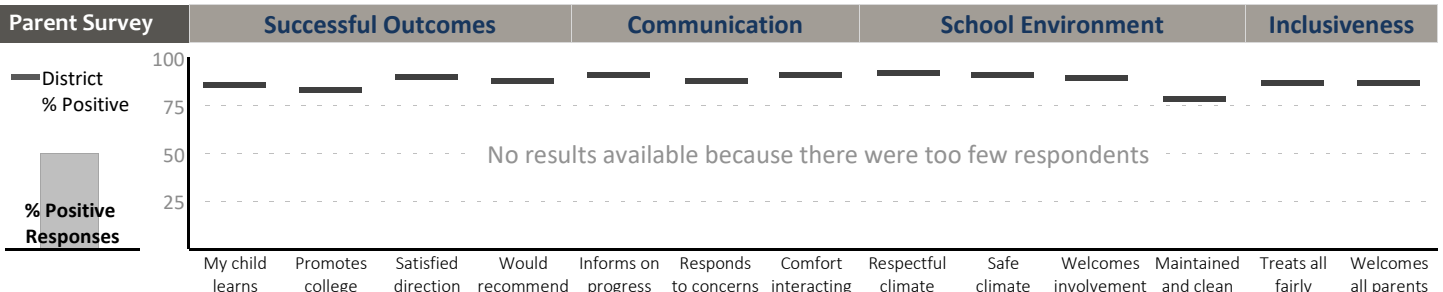 Parent Survey
Successful Outcomes
Communication
School Environment
Inclusiveness
District
% Positive
% Positive
Responses
100
75
50
25
No results available because there were too few respondents
My child
learns
Promotes
college
Satisfied
direction
Would
recommend
Informs on
progress
Responds
to concerns
Comfort
interacting
Respectful
climate
Safe
climate
Welcomes
involvement
Maintained
and clean
Treats all
fairly
Welcomes
all parents